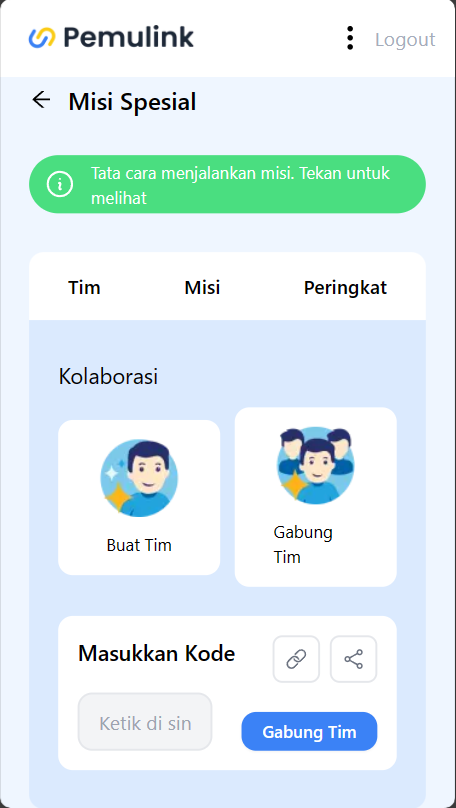 Pemulink
Logout
Misi Spesial
Tata cara menjalankan misi. Tekan untuk
melihat
Tim
Misi
Peringkat
Kolaborasi
Buat Tim
Gabung
Tim
Masukkan Kode
Ketik di sin
Gabung Tim